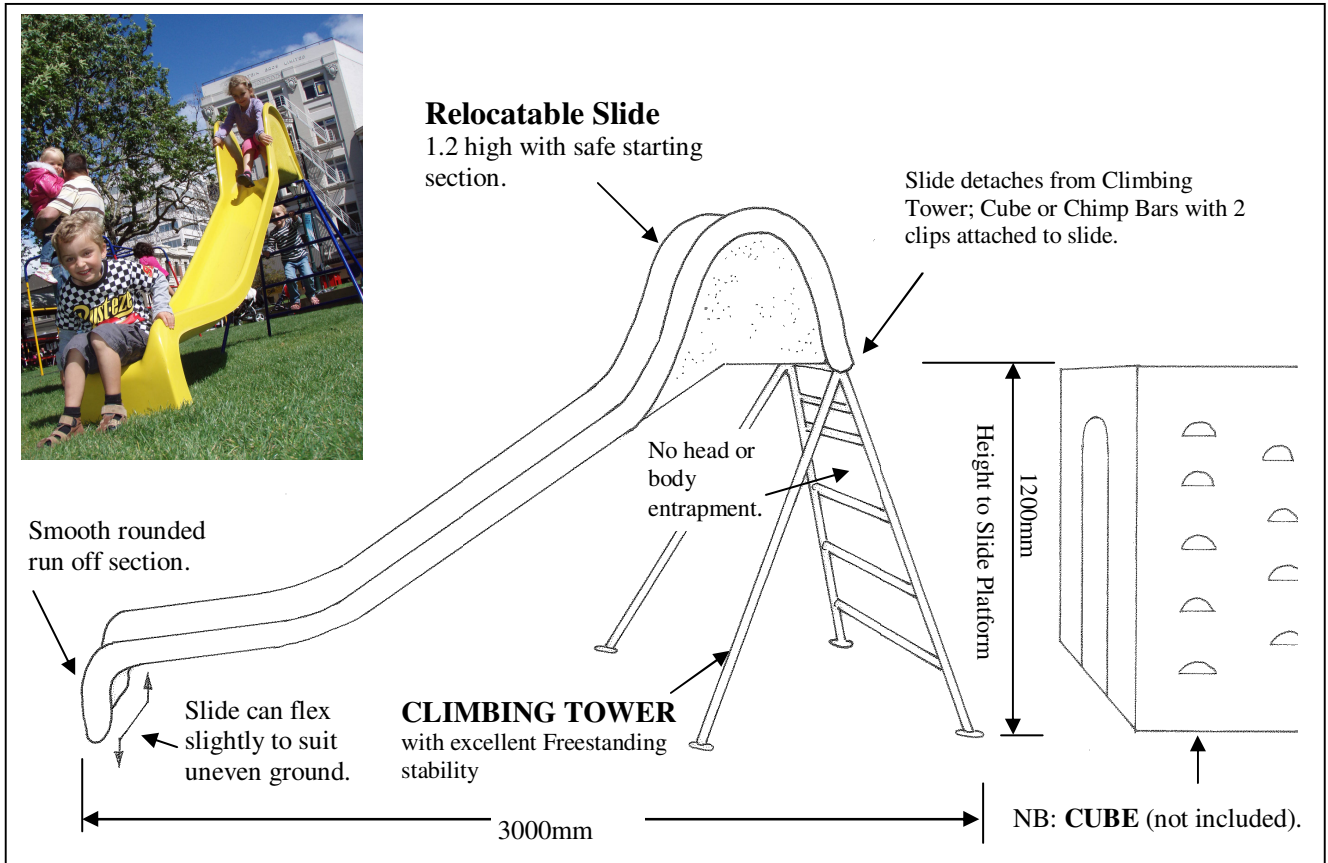 Relocatable Slide
1.2 high with safe starting
section.
Slide detaches from Climbing
Tower; Cube or Chimp Bars with 2
clips attached to slide.
No head or
body
entrapment.
Height to Slide Platform
1200mm
Smooth rounded
run off section.
Slide can flex
slightly to suit
uneven ground.
CLIMBING TOWER
with excellent Freestanding
stability
3000mm
NB: CUBE (not included).